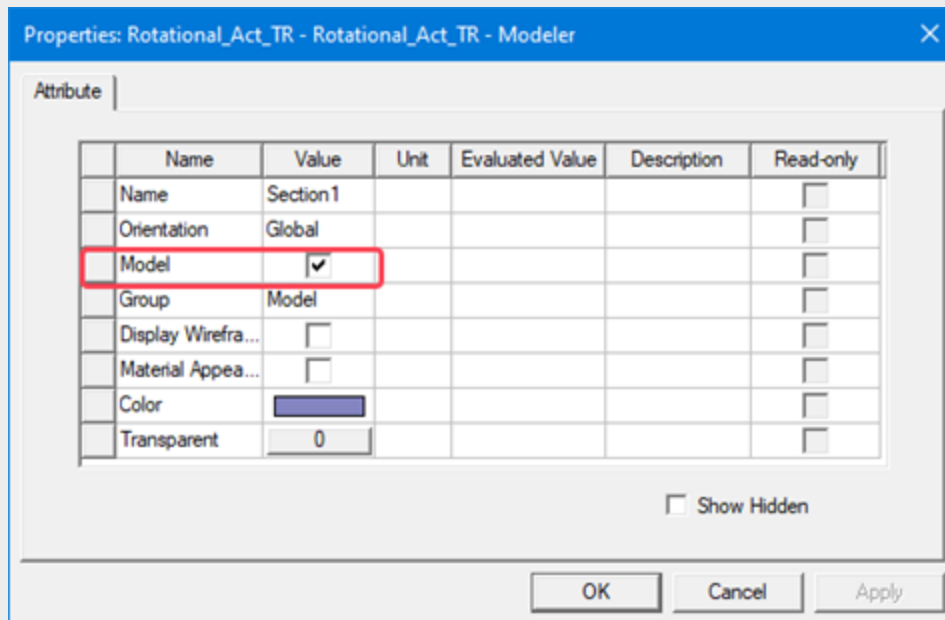 Properties: Rotational_Act_TR - Rotational_Act_TR - Modeler
Attribute
Name Value Unit Evaluated Value Description Read-only
Name Section1
Orientation Global
Model
Group Model
Display Wirefra...
Material Appea...
Color
Transparent 0
Show Hidden
OK Cancel Apply